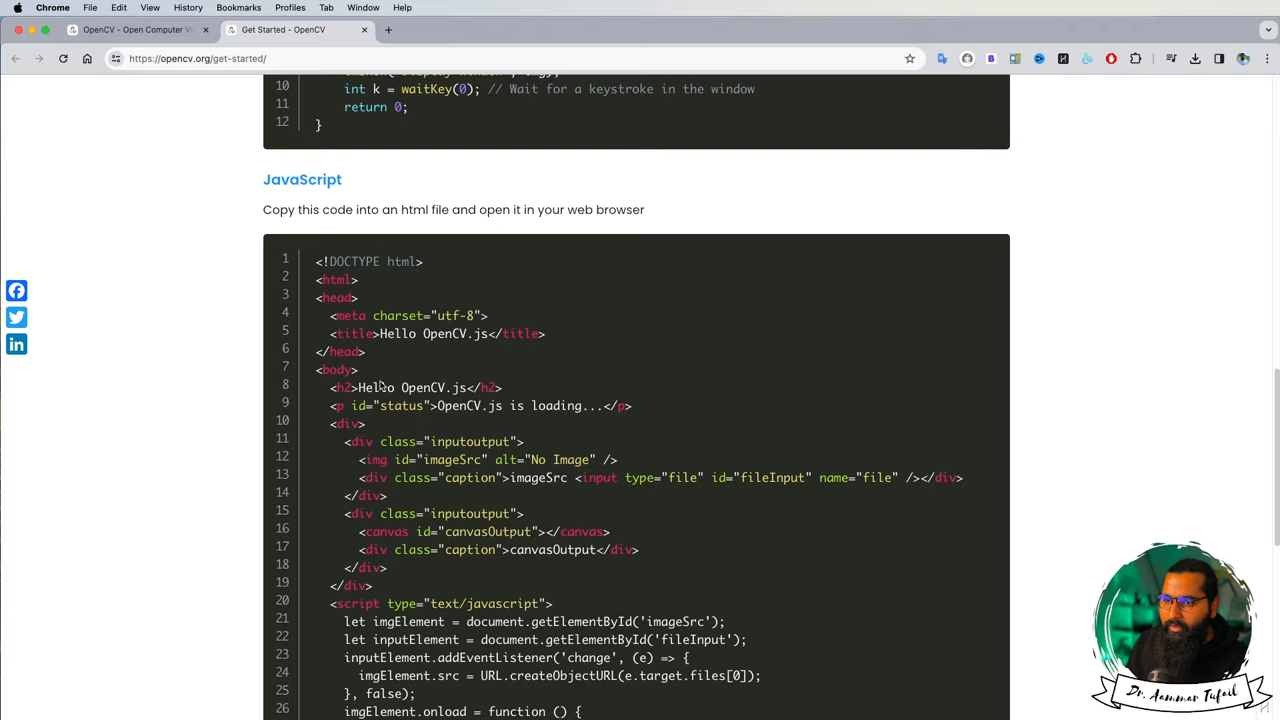 Chrome File Edit View History Bookmarks Profiles Tab Window Help
OpenCV - Open Computer Vi
Get Started - OpenCV
https://opencv.org/get-started/
10 int k = waitKey(0); // Wait for a keystroke in the window
11 return 0;
12 }
JavaScript
Copy this code into an html file and open it in your web browser
1 <!DOCTYPE html>
2 <html>
3 <head>
4 <meta charset="utf-8">
5 <title>Hello OpenCV.js</title>
6 </head>
7 <body>
8 <h2>Hello OpenCV.js</h2>
9 <p id="status">OpenCV.js is loading...</p>
10 <div>
11 <div class="inputoutput">
12 <img id="imageSrc" alt="No Image" />
13 <div class="caption">imageSrc <input type="file" id="fileInput" name="file" /></div>
14 </div>
15 <div class="inputoutput">
16 <canvas id="canvasOutput"></canvas>
17 <div class="caption">canvasOutput</div>
18 </div>
19 </div>
20 <script type="text/javascript">
21 let imgElement = document.getElementById('imageSrc');
22 let inputElement = document.getElementById('fileInput');
23 inputElement.addEventListener('change', (e) => {
24 imgElement.src = URL.createObjectURL(e.target.files[0]);
25 }, false);
26 imgElement.onload = function () {
Dr. Aammar Tufail